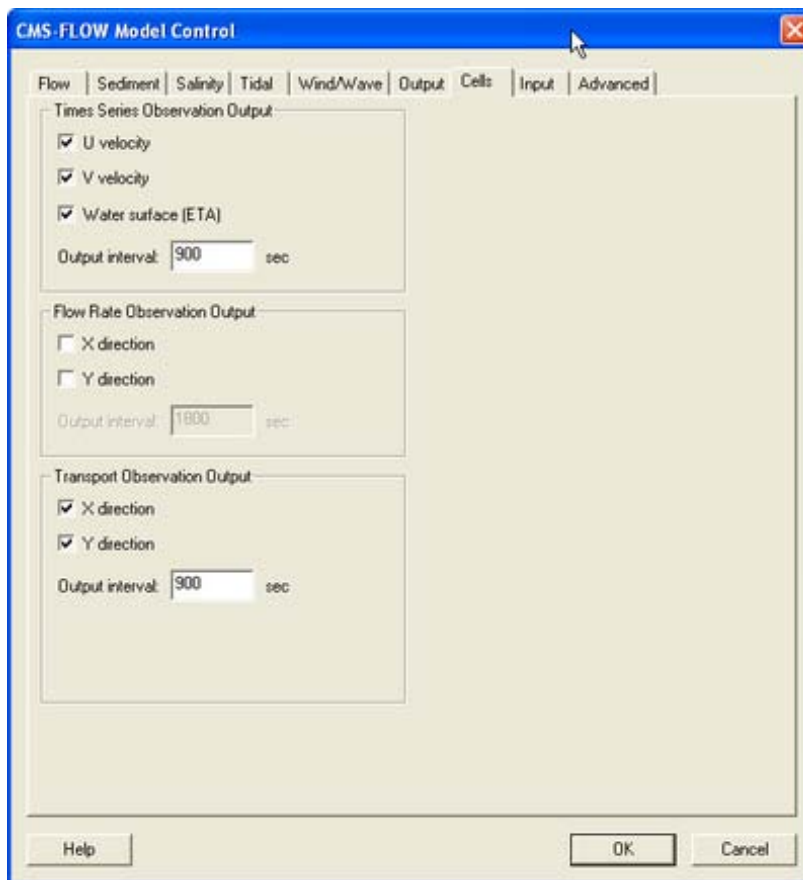 CMS-FLOW Model Control
Flow Sediment Salinity Tidal Wind/Wave Output Cells Input Advanced
Times Series Observation Output
U velocity
V velocity
Water surface (ETA)
Output interval: 900 sec
Flow Rate Observation Output
X direction
Y direction
Output interval: 1800 sec
Transport Observation Output
X direction
Y direction
Output interval: 900 sec
Help OK Cancel